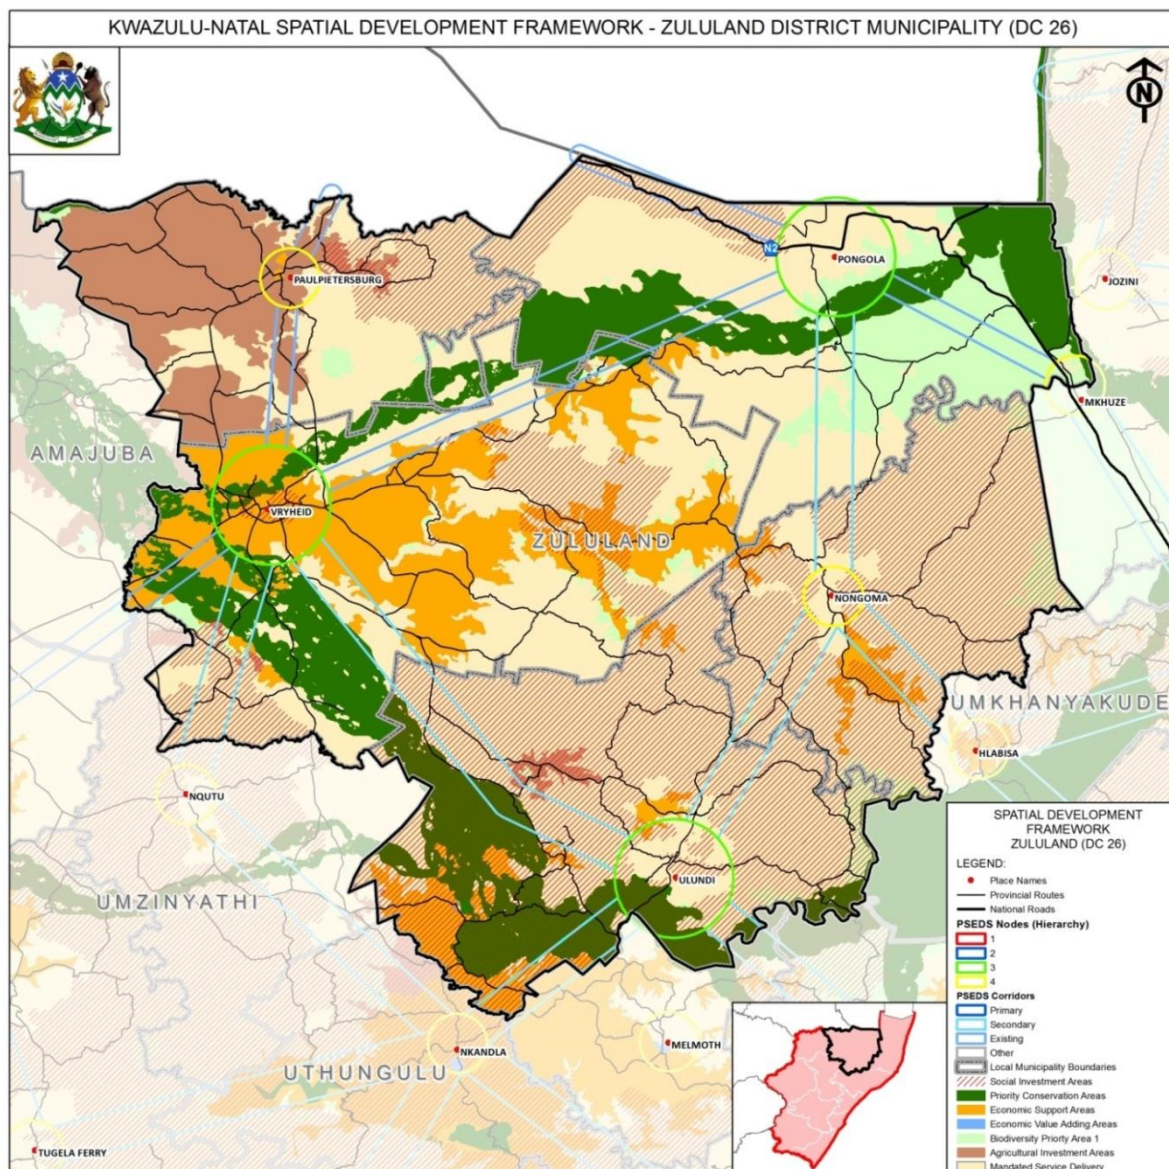 KWAZULU-NATAL SPATIAL DEVELOPMENT FRAMEWORK - ZULULAND DISTRICT MUNICIPALITY (DC 26)
N
N2
PONGOLA
JOZINI
PAULPIETERSBURG
MKHUZE
AMAJUBA
VRYHEID
ZULULAND
NONGOMA
UMKHANYAKUDE
HLABISA
NQUTU
ULUNDI
UMZINYATHI
NKANDLA
MELMOTH
UTHUNGULU
TUGELA FERRY
SPATIAL DEVELOPMENT
FRAMEWORK
ZULULAND (DC 26)
LEGEND:
Place Names
Provincial Routes
National Roads
PSEDS Nodes (Hierarchy)
1
2
3
4
PSEDS Corridors
Primary
Secondary
Existing
Other
Local Municipality Boundaries
Social Investment Areas
Priority Conservation Areas
Economic Support Areas
Economic Value Adding Areas
Biodiversity Priorty Area 1
Agricultural Investment Areas
Mandated Service Delivery